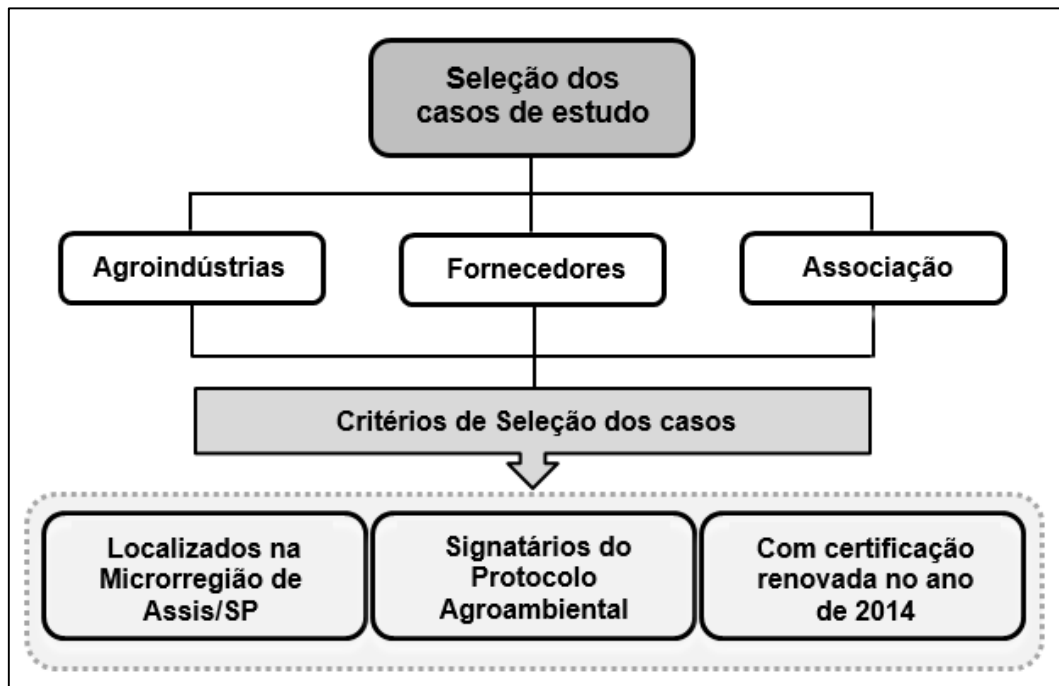 Seleção dos
casos de estudo
Agroindústrias
Fornecedores
Associação
Critérios de Seleção dos casos
Localizados na
Microrregião de
Assis/SP
Signatários do
Protocolo
Agroambiental
Com certificação
renovada no ano
de 2014